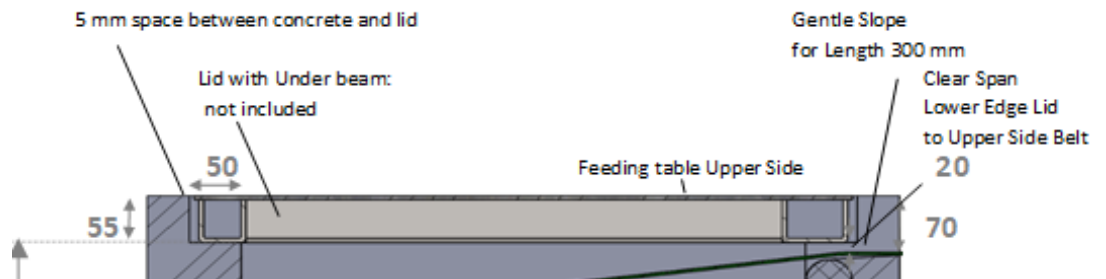 5 mm space between concrete and lid
Gentle Slope
for Length 300 mm
Lid with Under beam:
not included
Clear Span
Lower Edge Lid
to Upper Side Belt
50
Feeding table Upper Side
20
55
70